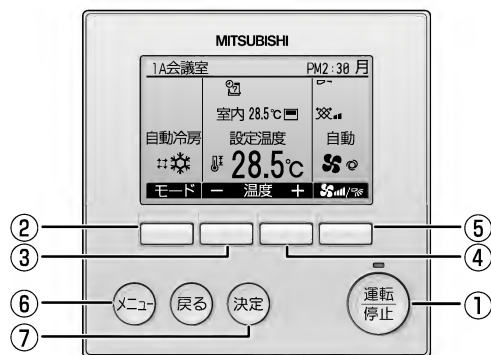 MITSUBISHI
1A会議室 PM2:30 月
室内 28.5℃
自動冷房 設定温度 自動
28.5℃
モード − 温度 + /
② ⑤
③ ④
⑥ メニュー 戻る 決定 運転 停止 ①
⑦